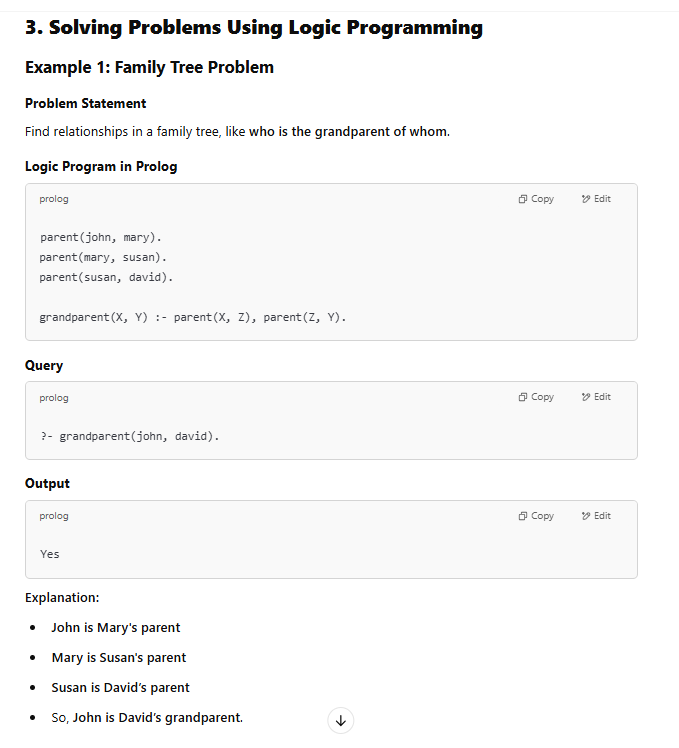 3. Solving Problems Using Logic Programming
Example 1: Family Tree Problem
Problem Statement
Find relationships in a family tree, like who is the grandparent of whom.
Logic Program in Prolog
prolog Copy Edit
parent(john, mary).
parent(mary, susan).
parent(susan, david).
grandparent(X, Y) :- parent(X, Z), parent(Z, Y).
Query
prolog Copy Edit
?- grandparent(john, david).
Output
prolog Copy Edit
Yes
Explanation:
• John is Mary's parent
• Mary is Susan's parent
• Susan is David's parent
• So, John is David's grandparent.